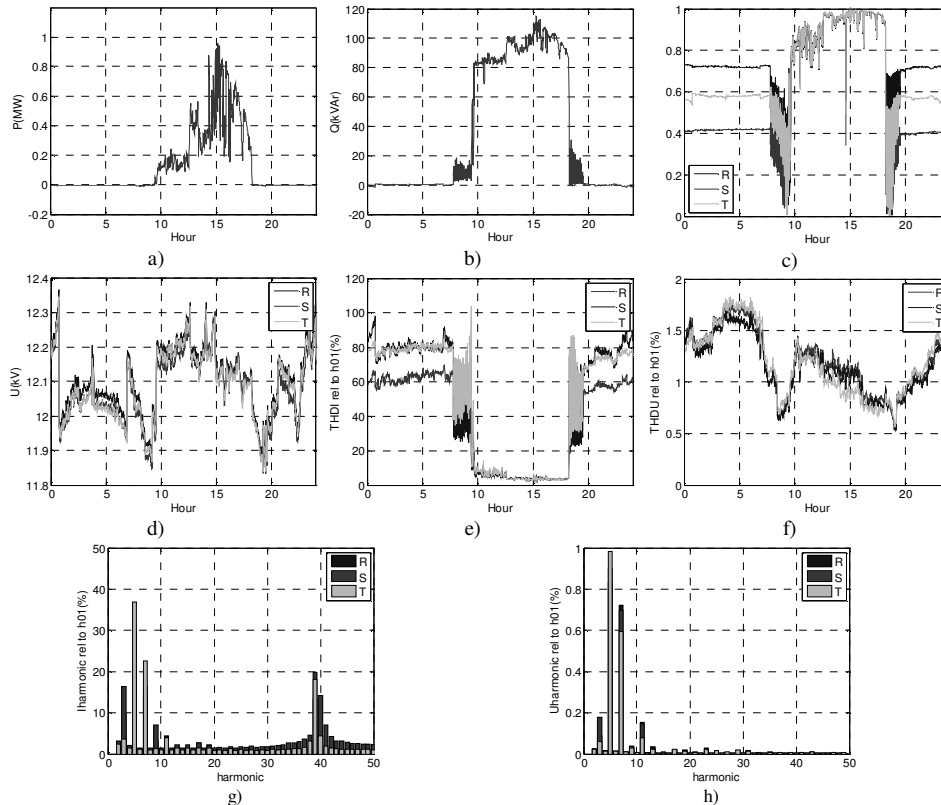 1
0.8
0.6
0.4
0.2
0
-0.2
P(MW)
0 5 10 15 20
Hour
a)
120
100
80
60
40
20
0
-20
Q(kVAr)
0 5 10 15 20
Hour
b)
1
0.8
0.6
0.4
0.2
0
R
S
T
0 5 10 15 20
Hour
c)
12.4
12.3
12.2
12.1
12
11.9
11.8
U(kV)
R
S
T
0 5 10 15 20
Hour
d)
120
100
80
60
40
20
0
THDI rel to h01(%)
R
S
T
0 5 10 15 20
Hour
e)
2
1.5
1
0.5
0
THDU rel to h01(%)
R
S
T
0 5 10 15 20
Hour
f)
50
40
30
20
10
0
Iharmonic rel to h01(%)
R
S
T
0 10 20 30 40 50
harmonic
g)
1
0.8
0.6
0.4
0.2
0
Uharmonic rel to h01(%)
R
S
T
0 10 20 30 40 50
harmonic
h)